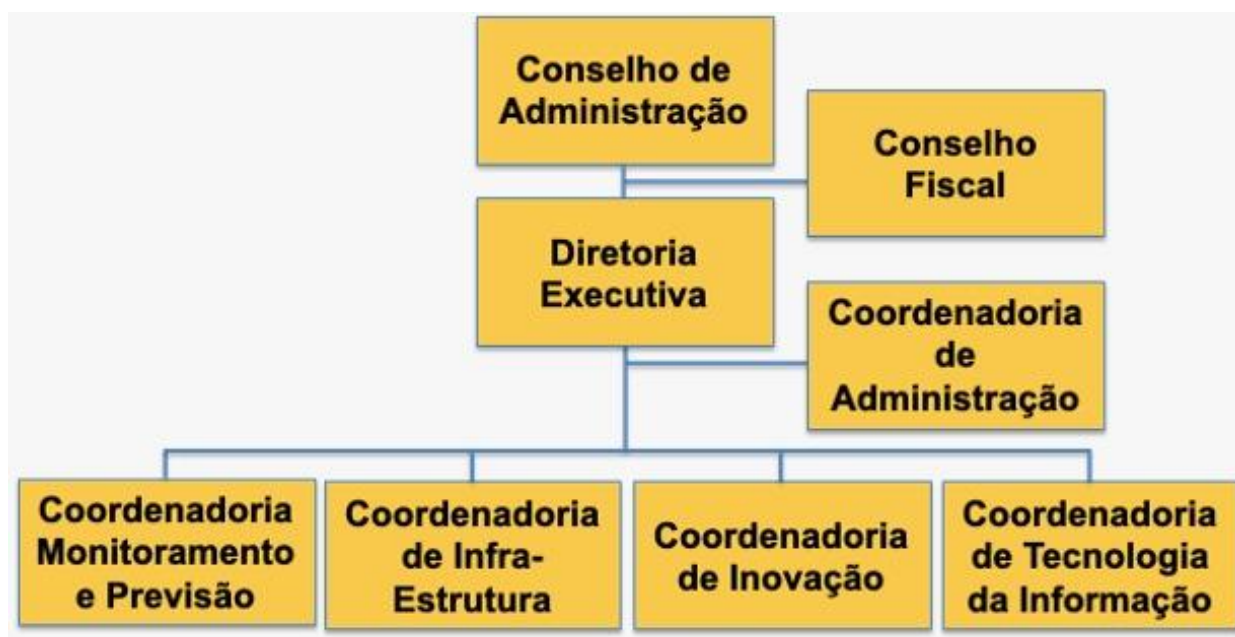 Conselho de
Administração
Conselho
Fiscal
Diretoria
Executiva
Coordenadoria
de
Administração
Coordenadoria
Monitoramento
e Previsão
Coordenadoria
de Infra-
Estrutura
Coordenadoria
de Inovação
Coordenadoria
de Tecnologia
da Informação